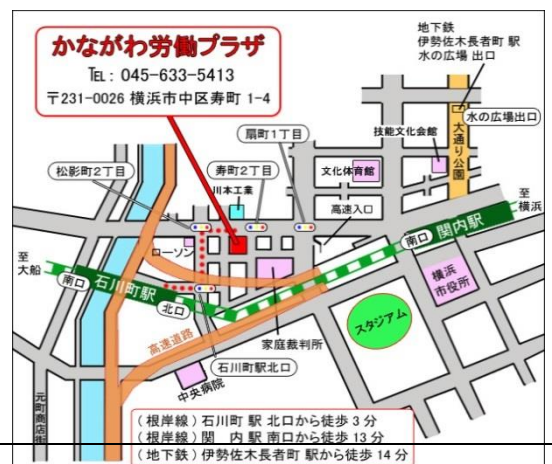 かながわ労働プラザ
TEL: 045-633-5413
〒231-0026 横浜市中区寿町 1-4
地下鉄
伊勢佐木長者町 駅
水の広場 出口
水の広場出口
大通り公園
技能文化会館
扇町1丁目
文化体育館
松影町2丁目
寿町2丁目
川本工業
高速入口
至
横浜
関内駅
南口
ローソン
至
大船
南口
石川町駅
北口
横浜
市役所
スタジアム
家庭裁判所
高速道路
石川町駅北口
中央病院
元町商店街
(根岸線) 石川町 駅 北口から徒歩 3 分
(根岸線) 関 内 駅 南口から徒歩 13 分
(地下鉄) 伊勢佐木長者町 駅から徒歩 14 分